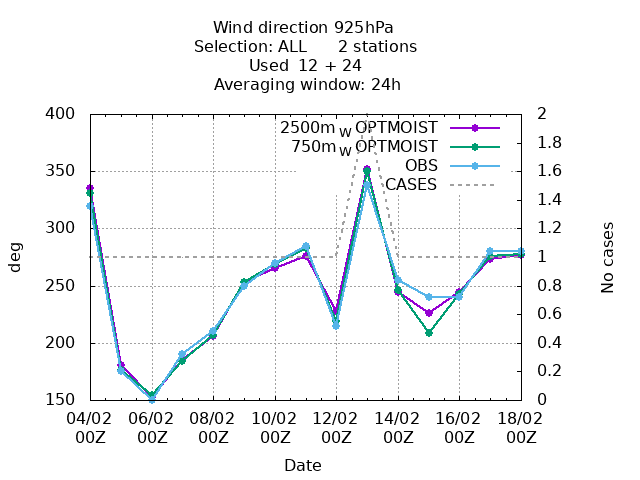 Wind direction 925hPa
Selection: ALL 2 stations
Used 12 + 24
Averaging window: 24h
400
350
300
250
200
150
deg
2500m W OPTMOIST
750m W OPTMOIST
OBS
CASES
2
1.8
1.6
1.4
1.2
1
0.8
0.6
0.4
0.2
0
No cases
04/02 06/02 08/02 10/02 12/02 14/02 16/02 18/02
00Z 00Z 00Z 00Z 00Z 00Z 00Z 00Z
Date